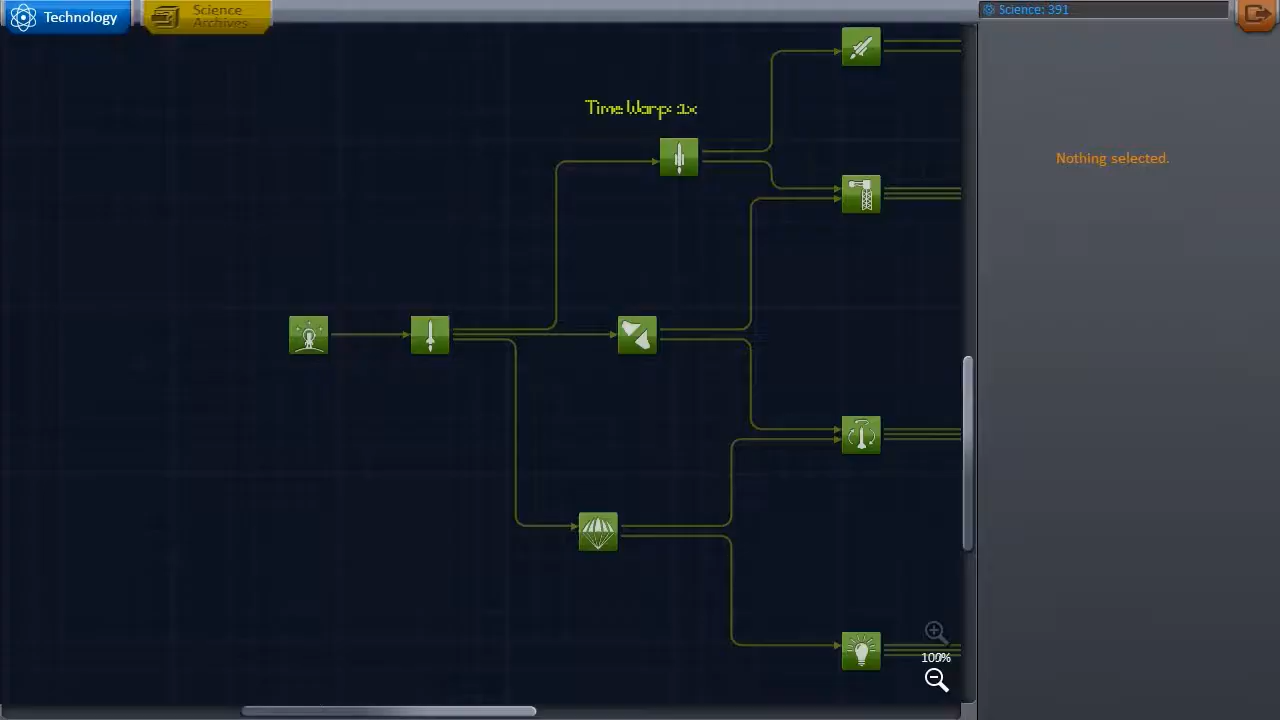 Technology
Science
Archives
Science: 391
Time Warp: 1x
Nothing selected.
100%